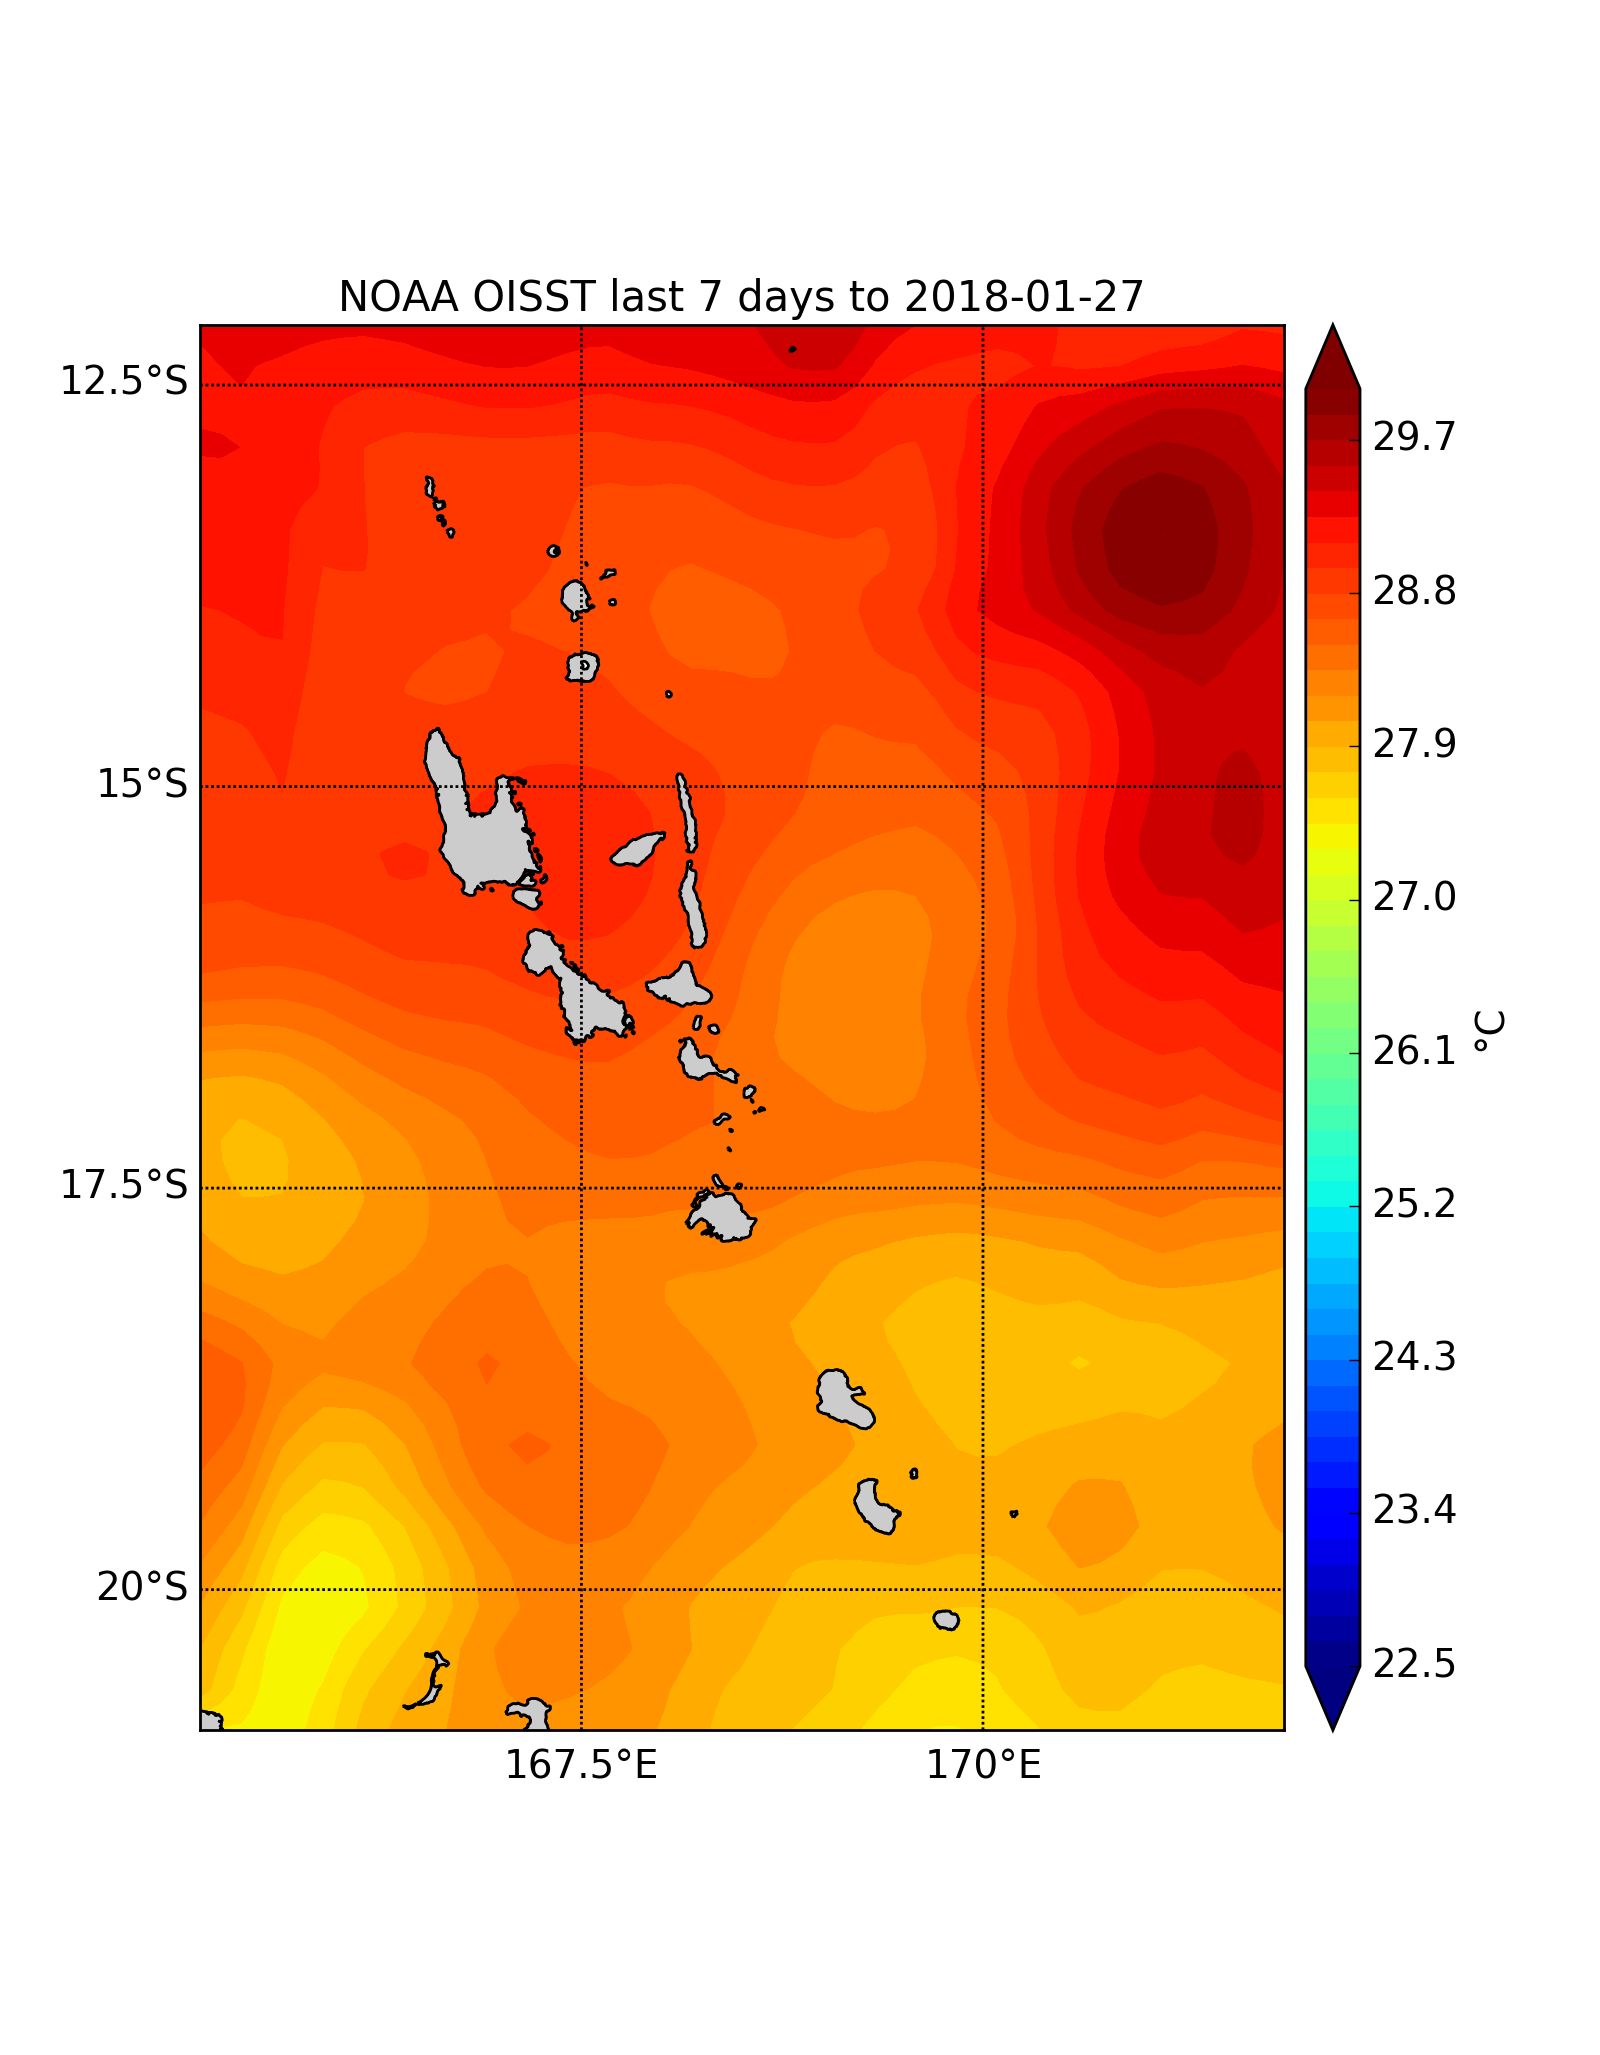 NOAA OISST last 7 days to 2018-01-27
12.5°S
15°S
17.5°S
20°S
167.5°E
170°E
29.7
28.8
27.9
27.0
26.1
25.2
24.3
23.4
22.5
°C